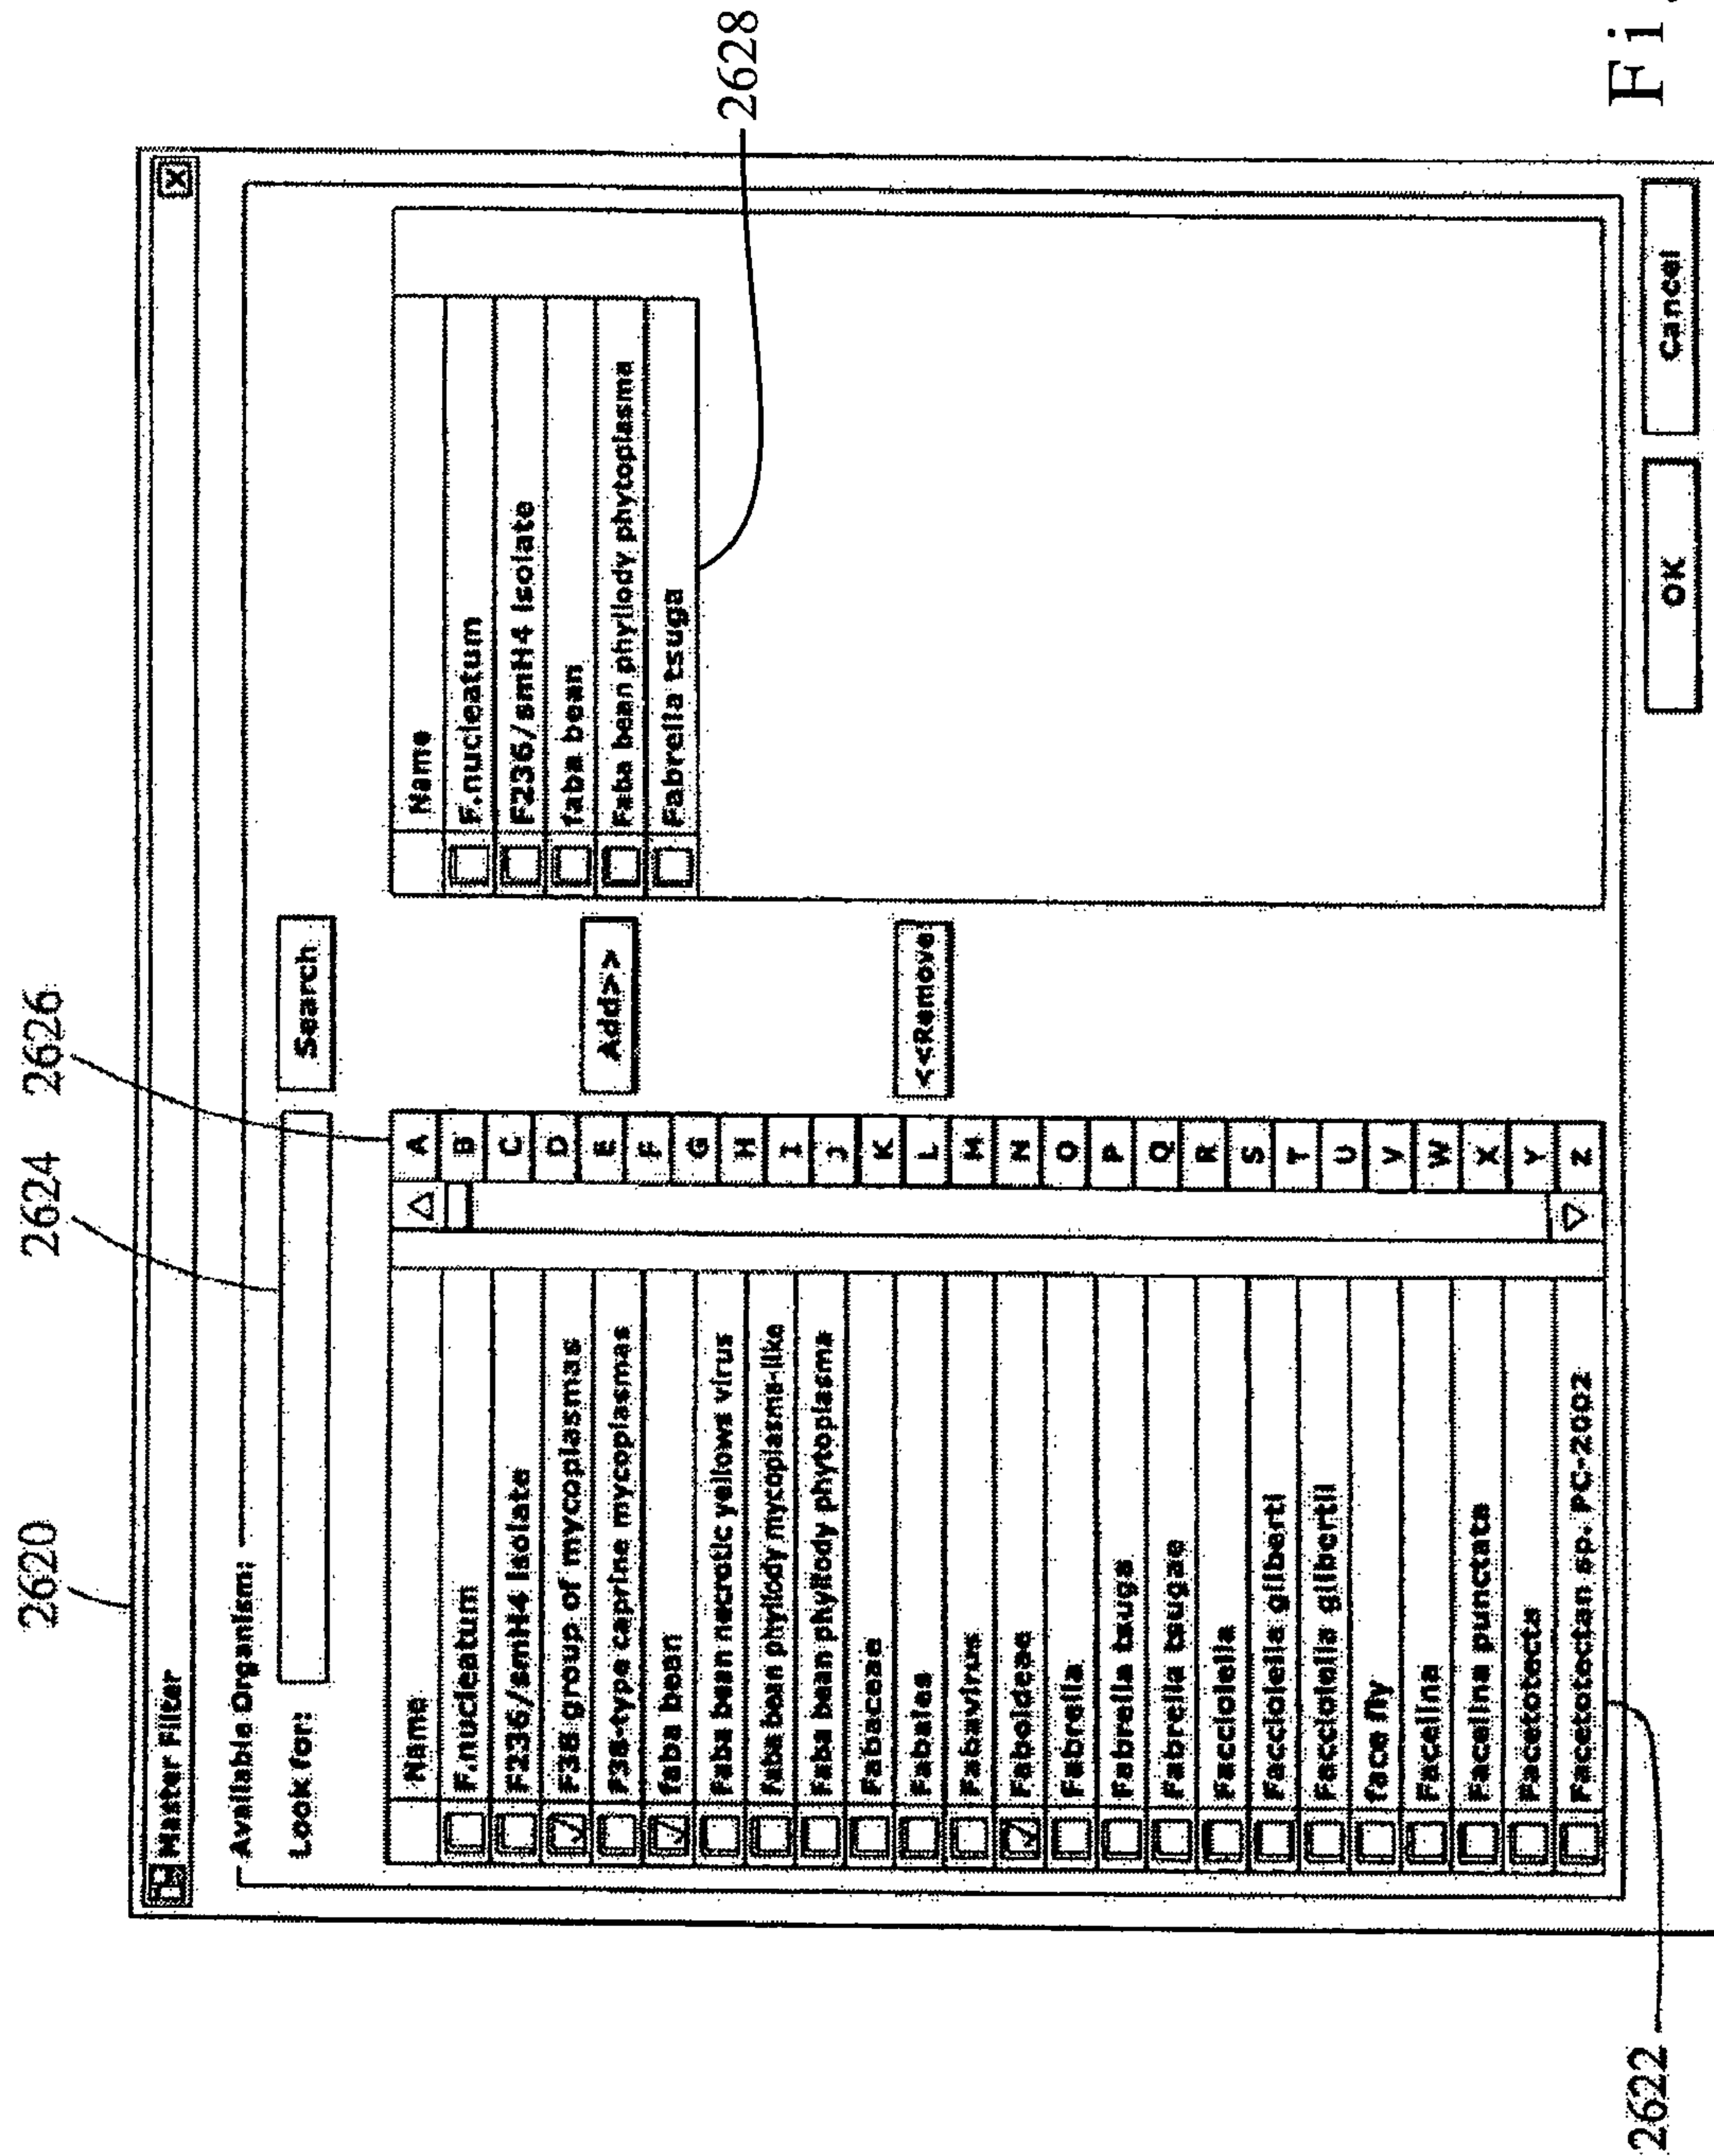 2620
2624
2626
Master Filter
X
Available Organism:
Look for:
Search
Name
F.nucleatum
F236/smH4 isolate
F38 group of mycoplasmas
F38-type caprine mycoplasmas
faba bean
faba bean necrotic yellows virus
faba bean phyllody mycoplasma-like
Faba bean phyllody phytoplasma
Fabaceae
Fabales
Fabavirus
Faboideae
Fabrella
Fabrella tsuga
Fabrella tsugae
Facciolella
Facciolella gilberti
Facciolella gilbertii
face fly
Facelina
Facelina punctata
Facetotecta
Facetotectan sp. PC-2002
A
B
C
D
E
F
G
H
I
J
K
L
M
N
O
P
Q
R
S
T
U
V
W
X
Y
Z
Add>>
<<Remove
Name
F.nucleatum
F236/smH4 isolate
faba bean
Faba bean phyllody phytoplasma
Fabrella tsuga
2628
OK
Cancel
2622